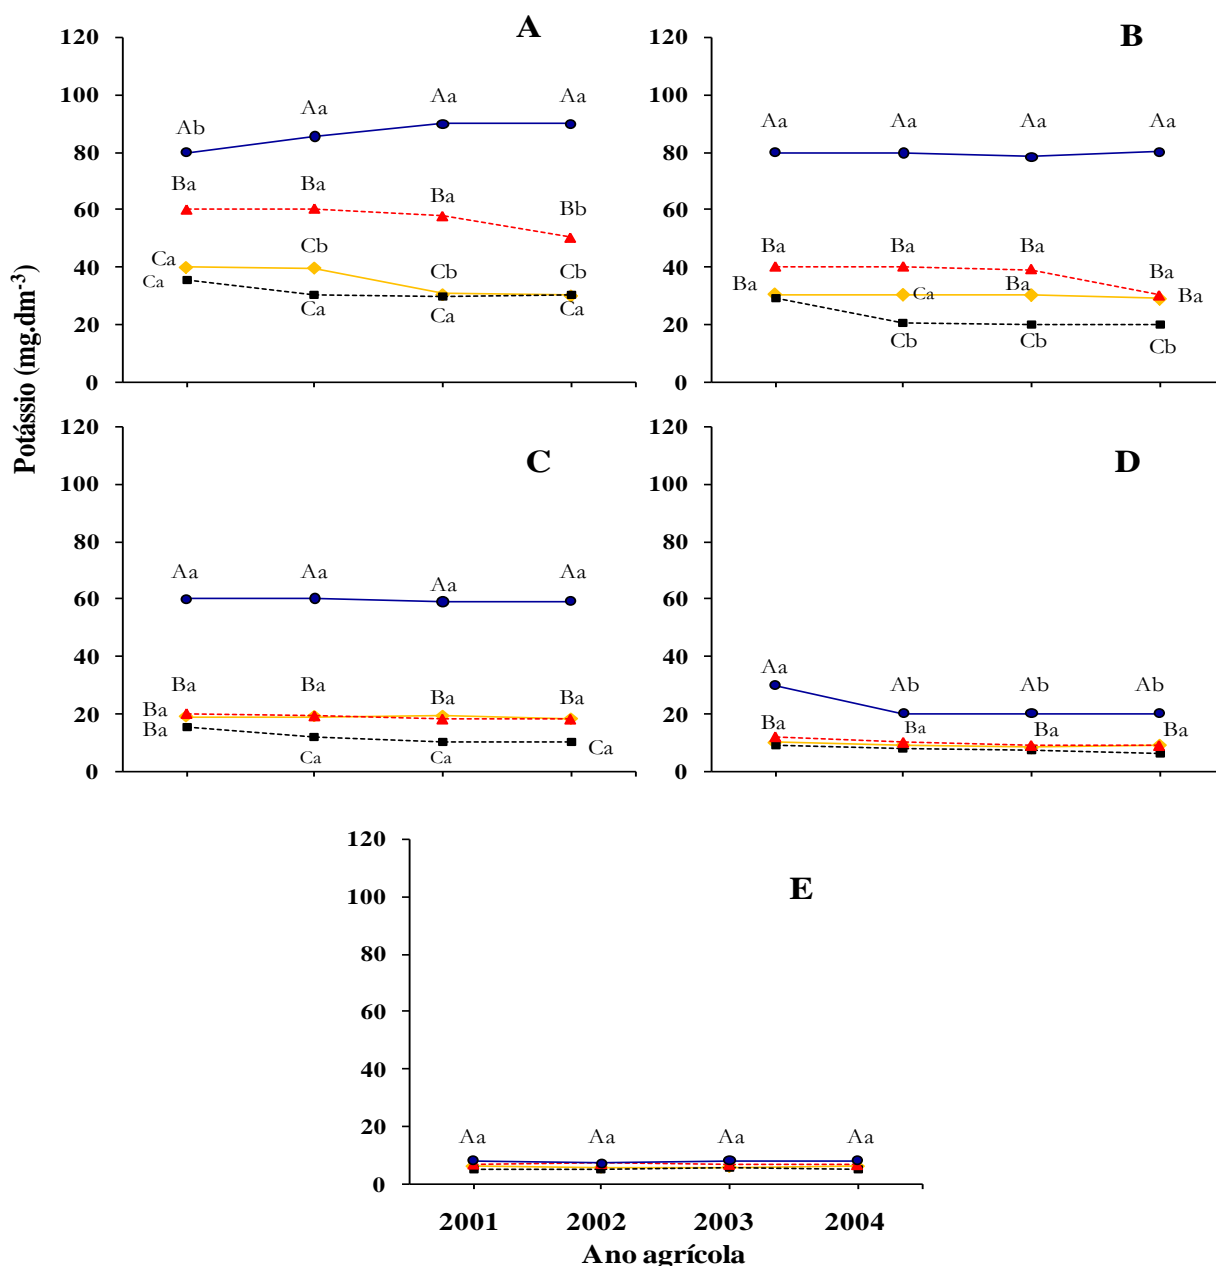 A
120
100
80
60
40
20
0
Ab Aa Aa Aa
Ba Ba Ba Bb
Ca Cb Cb Cb
Ca Ca Ca Ca
B
120
100
80
60
40
20
0
Aa Aa Aa Aa
Ba Ba Ba Ba
Ba Ca Ba Ba
Cb Cb Cb
Potássio (mg.dm-3)
C
120
100
80
60
40
20
0
Aa Aa Aa Aa
Ba Ba Ba Ba
Ba
Ba Ca Ca Ca
D
120
100
80
60
40
20
0
Aa Ab Ab Ab
Ba Ba Ba Ba
E
120
100
80
60
40
20
0
Aa Aa Aa Aa
2001 2002 2003 2004
Ano agrícola